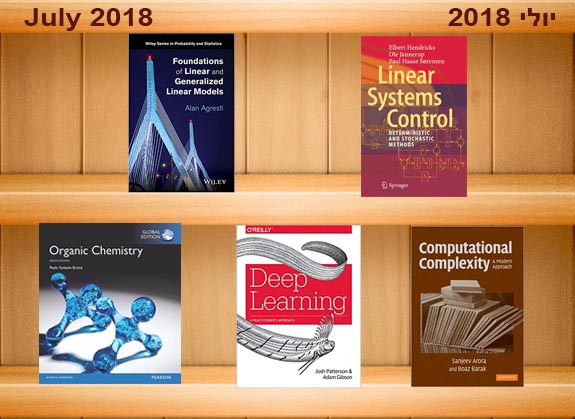 July 2018
יולי 2018
Wiley Series in Probability and Statistics
Foundations
of Linear and
Generalized
Linear Models
Alan Agresti
WILEY
Elbert Hendricks
Ole Jannerup
Paul Haase Sørensen
Linear
Systems
Control
DETERMINISTIC
AND STOCHASTIC
METHODS
Springer
GLOBAL
EDITION
Organic Chemistry
EIGHTH EDITION
Paula Yurkanis Bruice
PEARSON
O'REILLY
Deep
Learning
A PRACTITIONER'S APPROACH
Josh Patterson &
Adam Gibson
Computational
Complexity
A Modern
Approach
Sanjeev Arora
and Boaz Barak